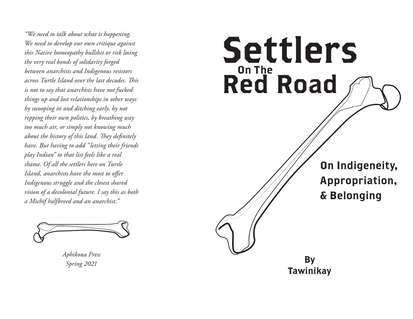 "We need to talk about what is happening.
We need to develop our own critique against
this Native homeopathy bullshit or risk losing
the very real bonds of solidarity forged
between anarchists and Indigenous resistors
across Turtle Island over the last decades. This
is not to say that anarchists have not fucked
things up and lost relationships in other ways:
by swooping in and ditching early, by not
repping their own politics, by breathing way
too much air, or simply not knowing much
about the history of this land. They definitely
have. But having to add "letting their friends
play Indian" to that list feels like a real
shame. Of all the settlers here on Turtle
Island, anarchists have the most to offer
Indigenous struggle and the closest shared
vision of a decolonial future. I say this as both
a Michif halfbreed and an anarchist."
Aphikona Press
Spring 2021
Settlers
On The
Red Road
On Indigeneity,
Appropriation,
& Belonging
By
Tawinikay